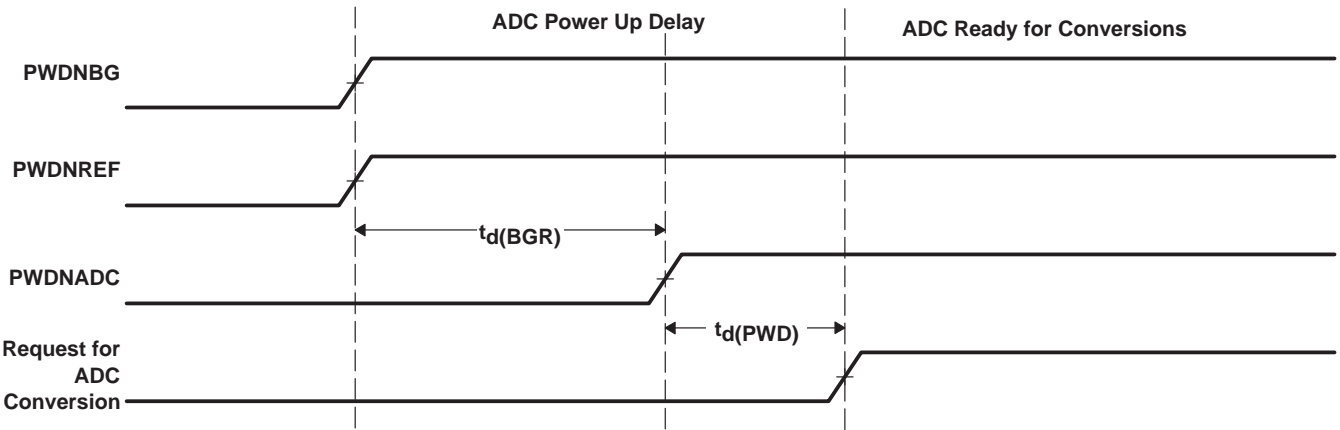 ADC Power Up Delay
ADC Ready for Conversions
PWDNBG
PWDNREF
td(BGR)
PWDNADC
td(PWD)
Request for
ADC
Conversion